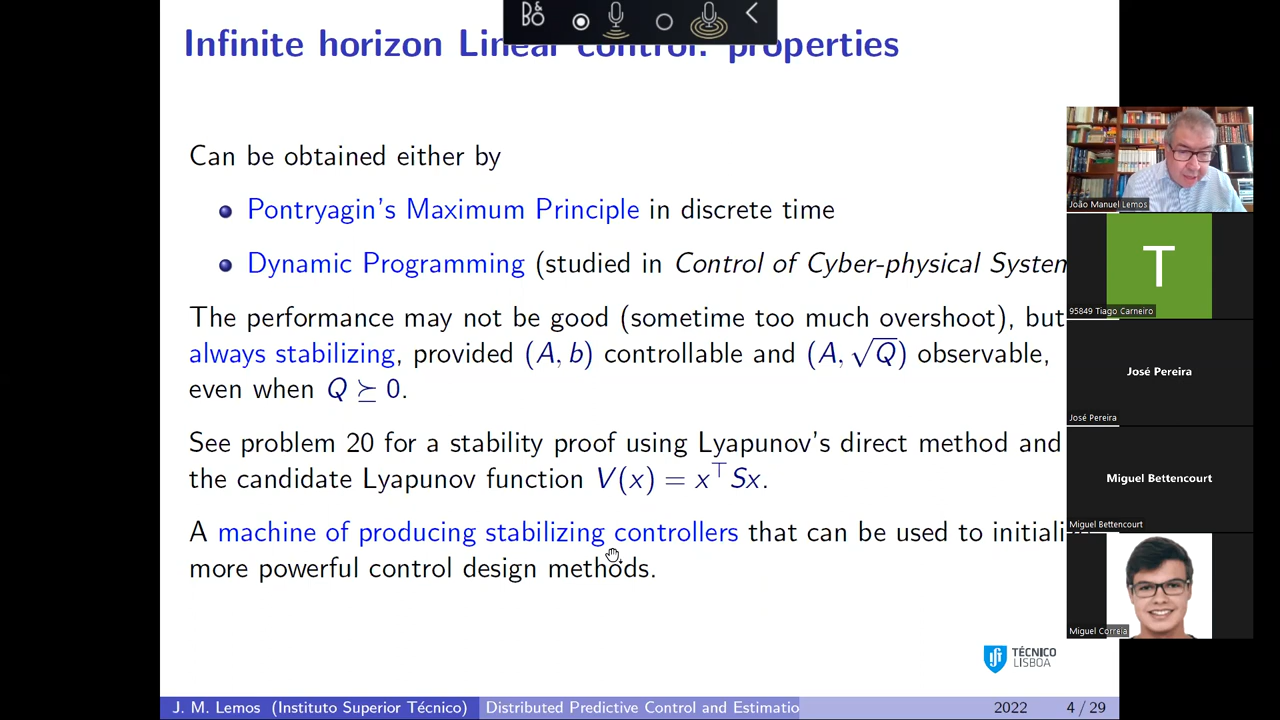 B&O
Infinite horizon Linear control: properties
Can be obtained either by
Pontryagin's Maximum Principle in discrete time
Dynamic Programming (studied in Control of Cyber-physical System
The performance may not be good (sometime too much overshoot), but
always stabilizing, provided (A, b) controllable and (A, √Q) observable,
even when Q ⪰ 0.
See problem 20 for a stability proof using Lyapunov's direct method and
the candidate Lyapunov function V(x) = x⊤Sx.
A machine of producing stabilizing controllers that can be used to initiali
more powerful control design methods.
TÉCNICO
LISBOA
J. M. Lemos (Instituto Superior Técnico)
Distributed Predictive Control and Estimatio
2022
4 / 29
João Manuel Lemos
T
95849 Tiago Carneiro
José Pereira
José Pereira
Miguel Bettencourt
Miguel Bettencourt
Miguel Correia